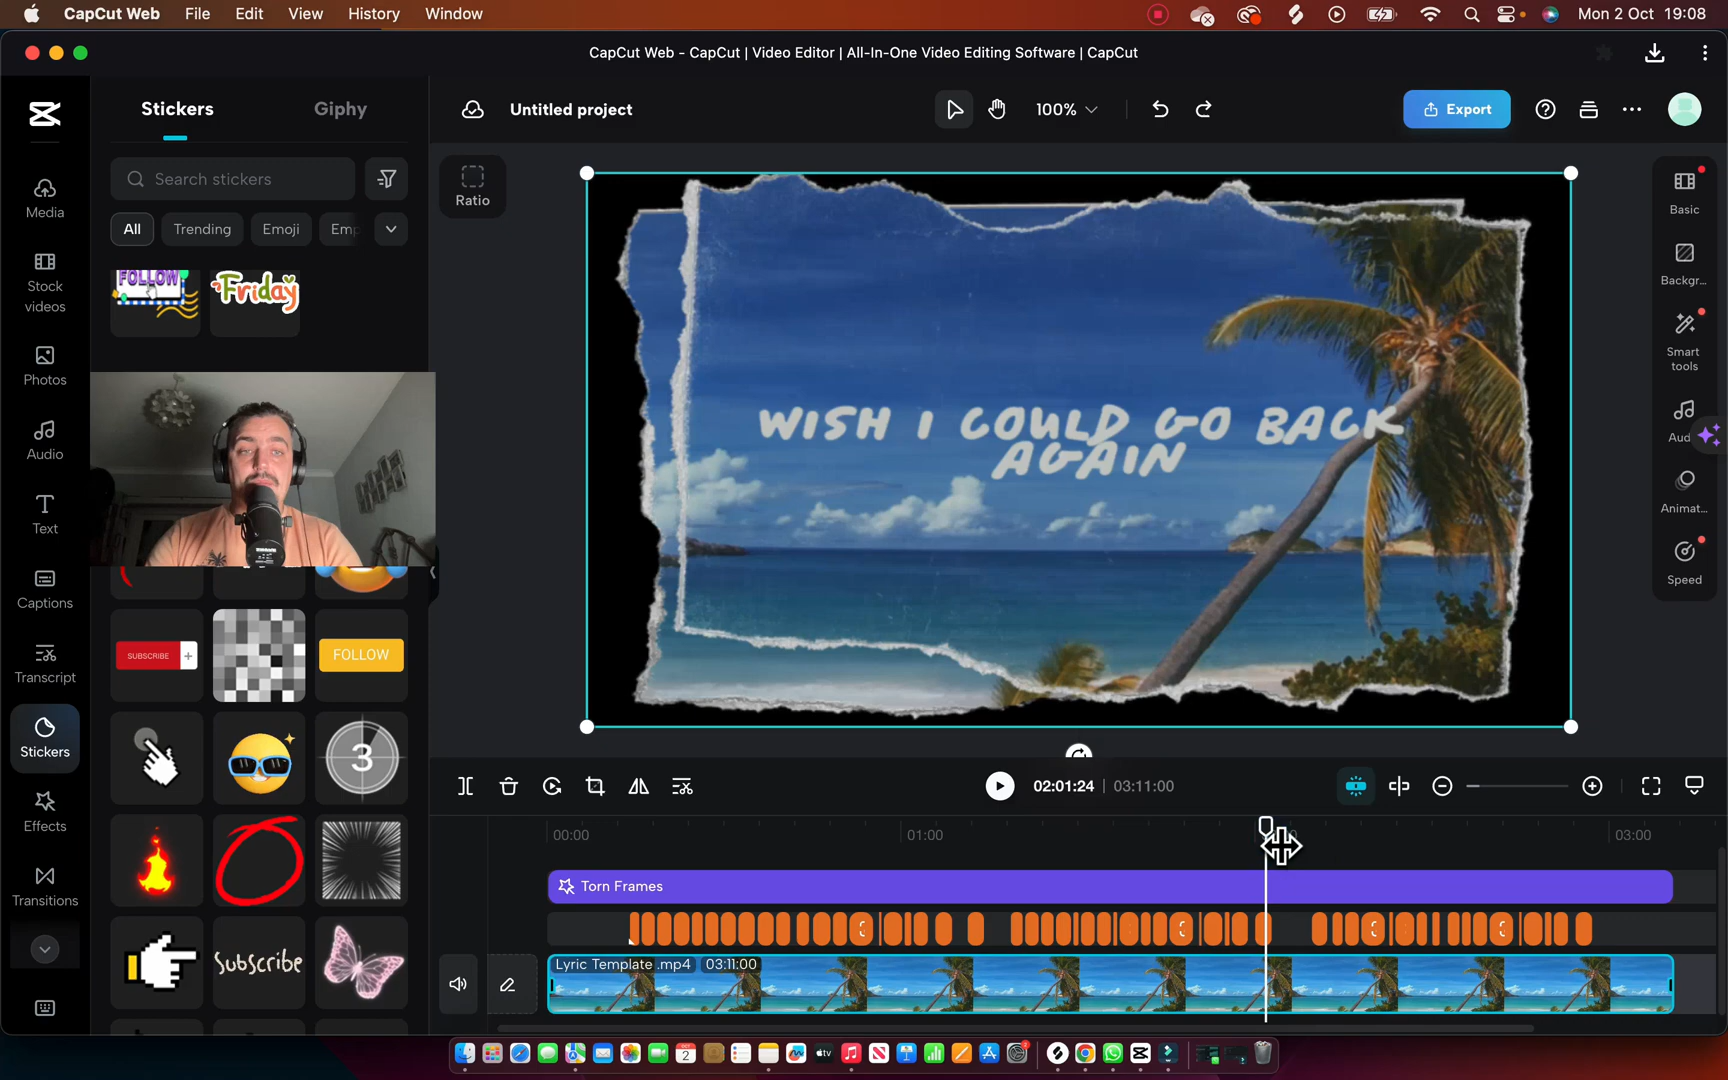 CapCut Web File Edit View History Window
Mon 2 Oct 19:08
CapCut Web - CapCut | Video Editor | All-In-One Video Editing Software | CapCut
Stickers Giphy
Untitled project
100%
Export
Search stickers
All Trending Emoji Emp
FOLLOW
Friday
Ratio
Media
Stock
videos
Photos
Audio
Text
Captions
Transcript
Stickers
Effects
Transitions
SUBSCRIBE +
FOLLOW
3
Subscribe
WISH I COULD GO BACK
AGAIN
Basic
Backgr...
Smart
tools
Animat...
Speed
02:01:24 | 03:11:00
00:00 01:00 03:00
Torn Frames
Lyric Template .mp4 03:11:00